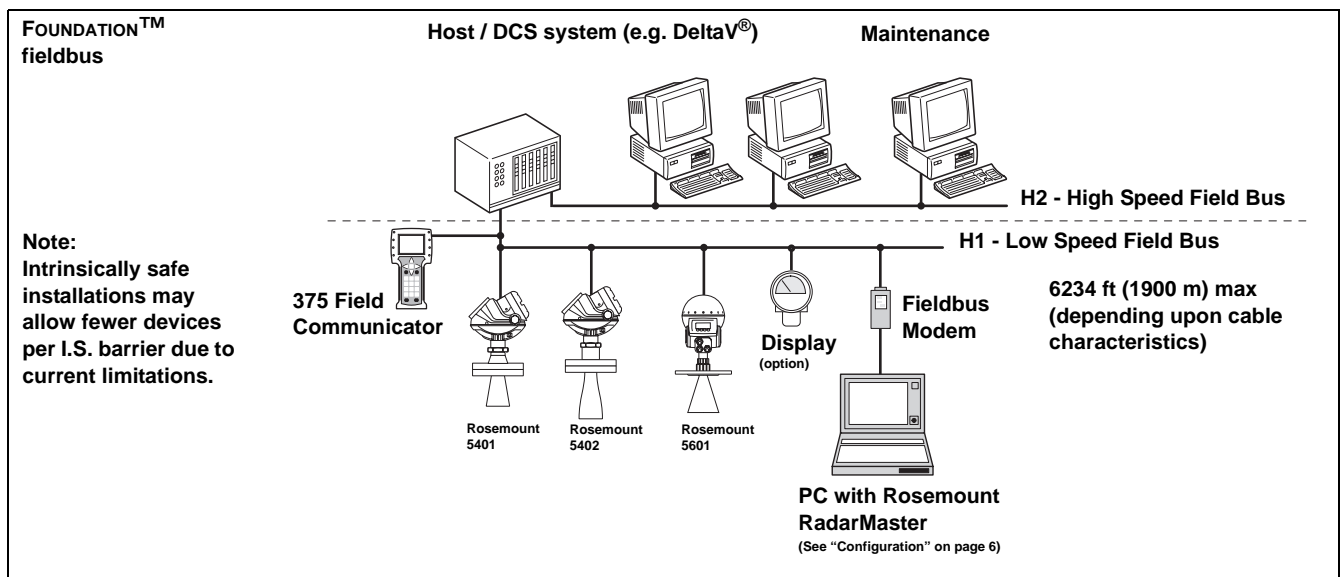 FOUNDATION™
fieldbus
Host / DCS system (e.g. DeltaV®)
Maintenance
H2 - High Speed Field Bus
H1 - Low Speed Field Bus
Note:
Intrinsically safe
installations may
allow fewer devices
per I.S. barrier due to
current limitations.
375 Field
Communicator
Rosemount
5401
Rosemount
5402
Rosemount
5601
Display
(option)
Fieldbus
Modem
6234 ft (1900 m) max
(depending upon cable
characteristics)
PC with Rosemount
RadarMaster
(See “Configuration” on page 6)